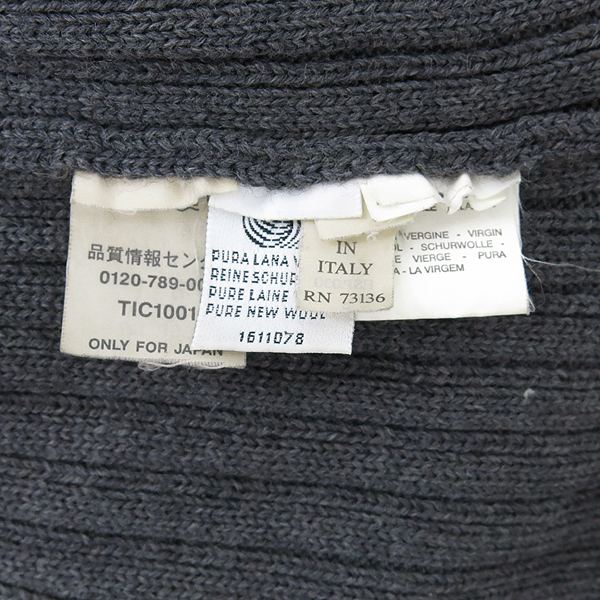 品質情報セン
0120-789-00
TIC1001
ONLY FOR JAPAN
PURA LANA V
REINE SCHUR
PURE LAINE
PURE NEW WOOL
1611078
IN
ITALY
RN 73136
VERGINE - VIRGIN
OL - SCHURWOLLE -
VIERGE - PURA
A - LA VIRGEM